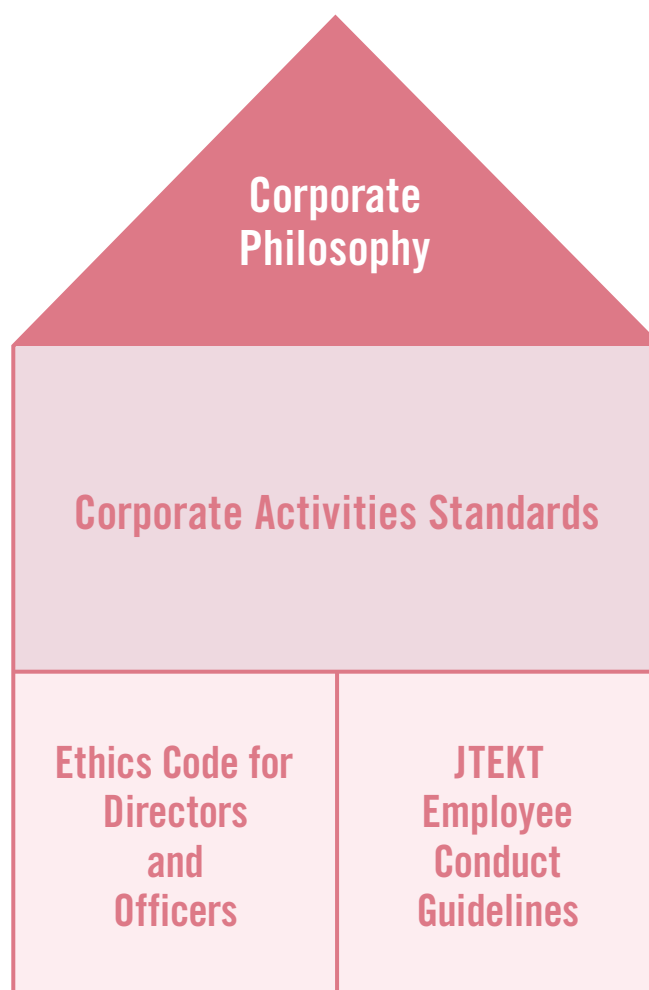 Corporate
Philosophy
Corporate Activities Standards
Ethics Code for
Directors
and
Officers
JTEKT
Employee
Conduct
Guidelines